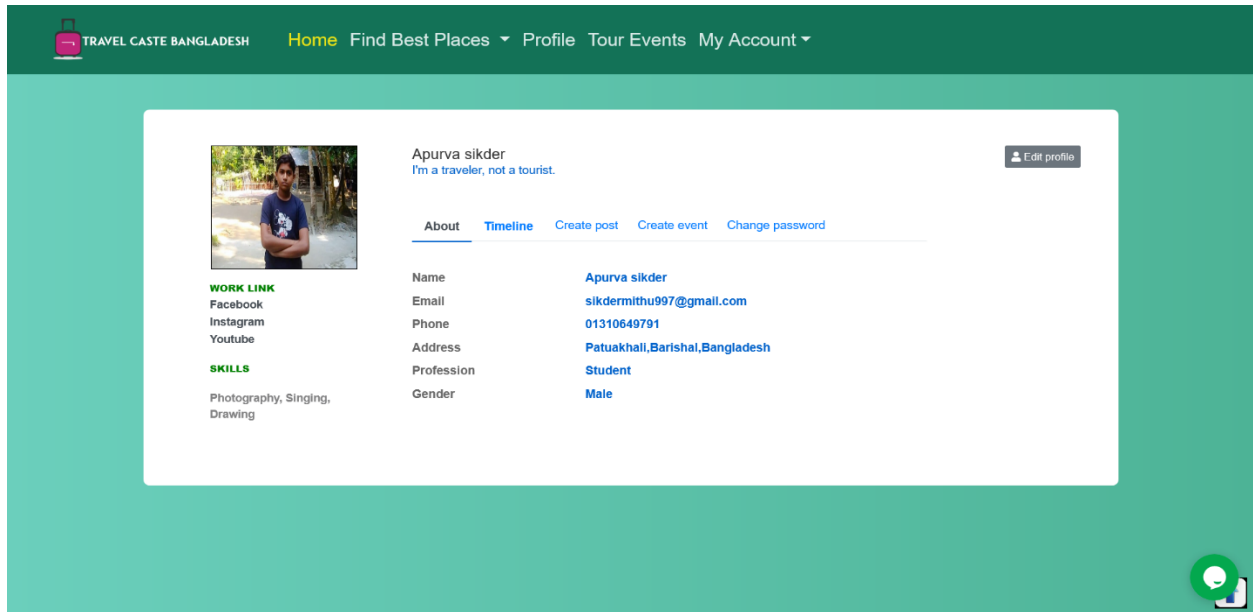 TRAVEL CASTE BANGLADESH Home Find Best Places Profile Tour Events My Account
Apurva sikder
I'm a traveler, not a tourist.
Edit profile
About Timeline Create post Create event Change password
WORK LINK
Facebook
Instagram
Youtube
SKILLS
Photography, Singing,
Drawing
Name Apurva sikder
Email sikdermithu997@gmail.com
Phone 01310649791
Address Patuakhali,Barishal,Bangladesh
Profession Student
Gender Male